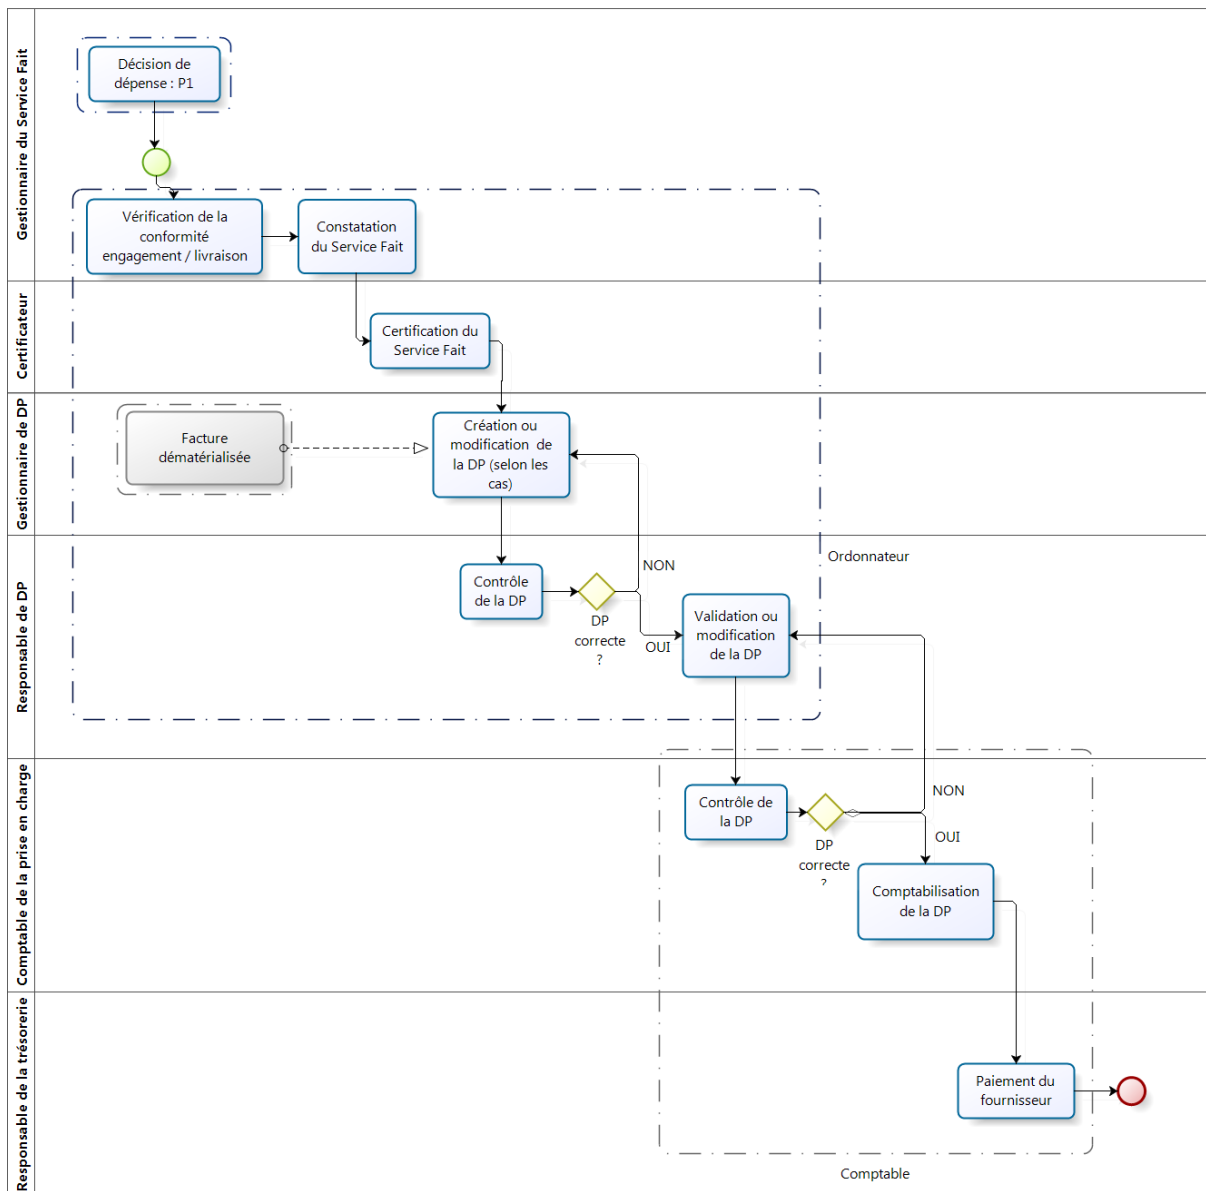 Gestionnaire du Service Fait
Décision de
dépense : P1
Vérification de la
conformité
engagement / livraison
Constatation
du Service Fait
Certificateur
Certification du
Service Fait
Gestionnaire de DP
Facture
dématérialisée
Création ou
modification de
la DP (selon les
cas)
Responsable de DP
Ordonnateur
NON
Contrôle
de la DP
DP
correcte
?
OUI
Validation ou
modification
de la DP
Comptable de la prise en charge
Contrôle de
la DP
NON
DP
correcte
?
OUI
Comptabilisation
de la DP
Responsable de la trésorerie
Paiement du
fournisseur
Comptable